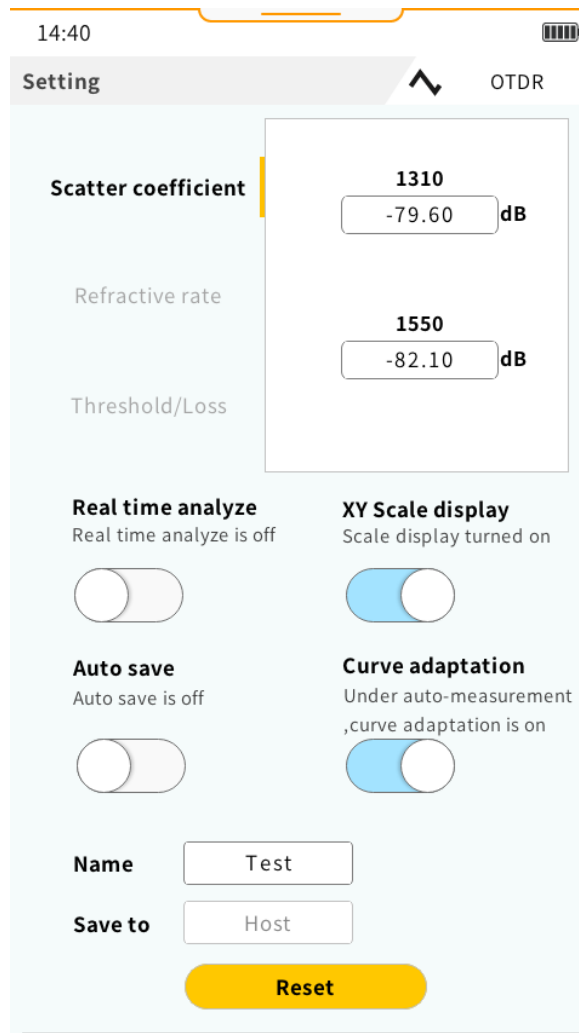 14:40
Setting
OTDR
Scatter coefficient
Refractive rate
Threshold/Loss
1310
-79.60 dB
1550
-82.10 dB
Real time analyze
Real time analyze is off
XY Scale display
Scale display turned on
Auto save
Auto save is off
Curve adaptation
Under auto-measurement
,curve adaptation is on
Name Test
Save to Host
Reset